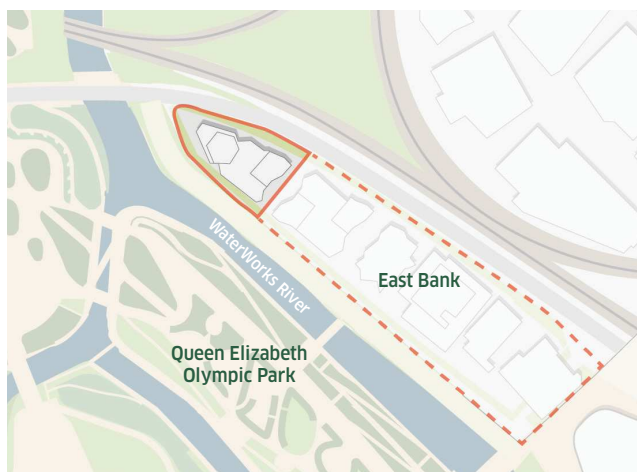 East Bank
WaterWorks River
Queen Elizabeth
Olympic Park